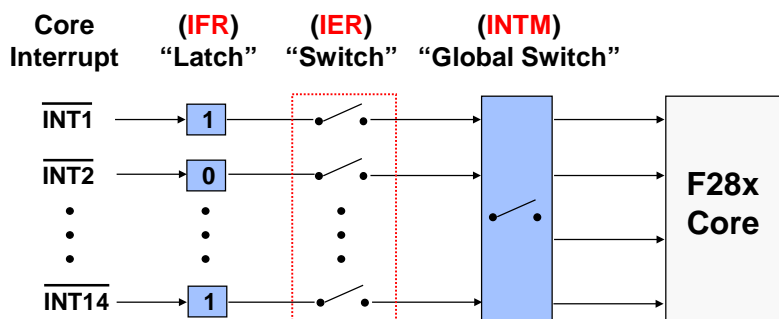 Core Interrupt
(IFR) “Latch”
(IER) “Switch”
(INTM) “Global Switch”
INT1
1
INT2
0
INT14
1
F28x Core